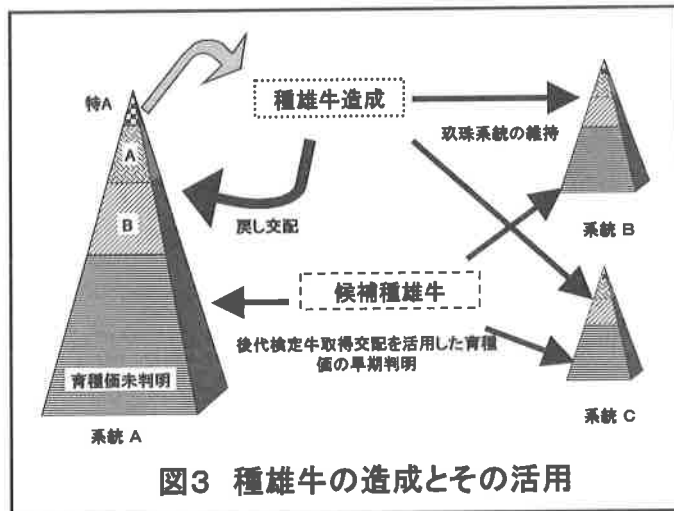 特A
種雄牛造成
玖珠系統の維持
A
B
戻し交配
系統 B
候補種雄牛
後代検定牛取得交配を活用した育種
価の早期判明
育種価未判明
系統 A
系統 C
図3 種雄牛の造成とその活用